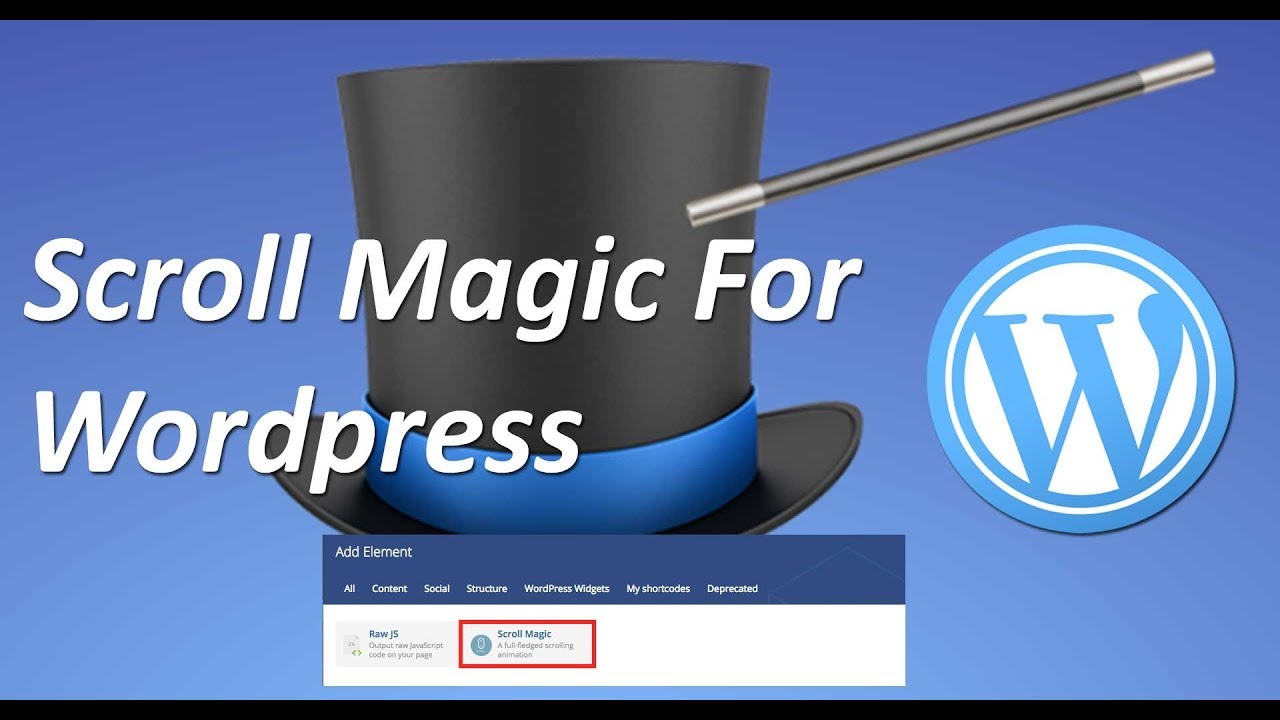 Scroll Magic For
Wordpress
W
Add Element
All Content Social Structure WordPress Widgets My shortcodes Deprecated
Raw JS
Output raw JavaScript
code on your page
Scroll Magic
A full-fledged scrolling
animation